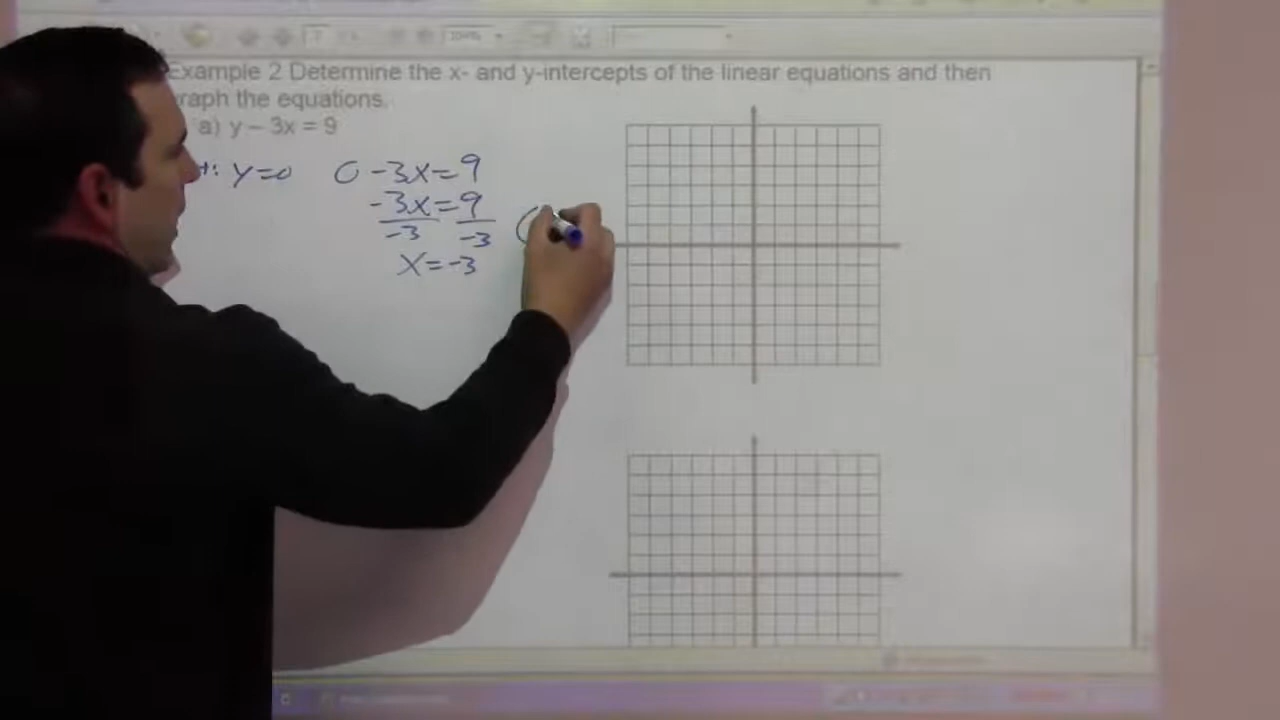 Example 2 Determine the x- and y-intercepts of the linear equations and then
raph the equations.
a) y – 3x = 9
t: y=0 0 -3x=9
-3x=9
-3 -3
x=-3
(